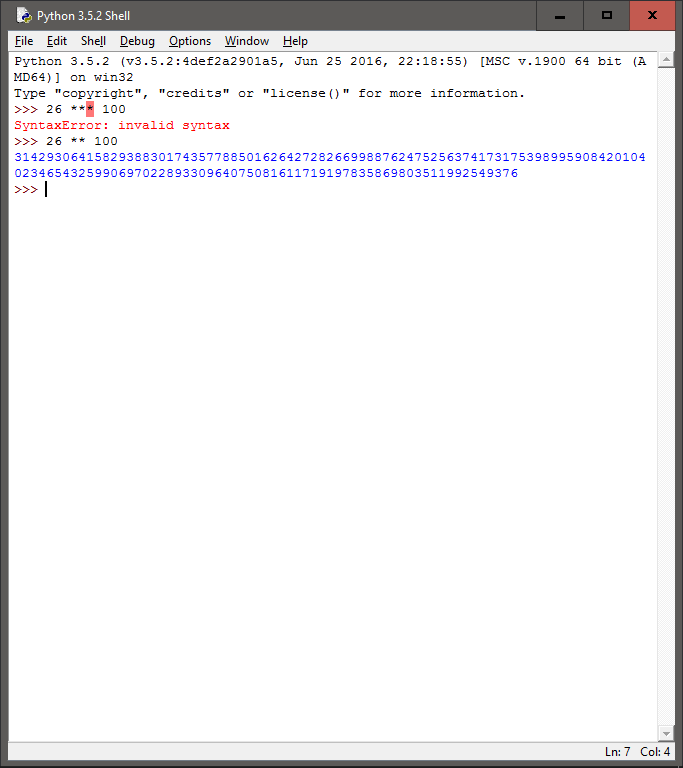 Python 3.5.2 Shell
File Edit Shell Debug Options Window Help
Python 3.5.2 (v3.5.2:4def2a2901a5, Jun 25 2016, 22:18:55) [MSC v.1900 64 bit (A
MD64)] on win32
Type "copyright", "credits" or "license()" for more information.
>>> 26 *** 100
SyntaxError: invalid syntax
>>> 26 ** 100
3142930641582938830174357788501626427282669988762475256374173175398995908420104
023465432599069702289330964075081611719197835869803511992549376
>>>
Ln: 7 Col: 4